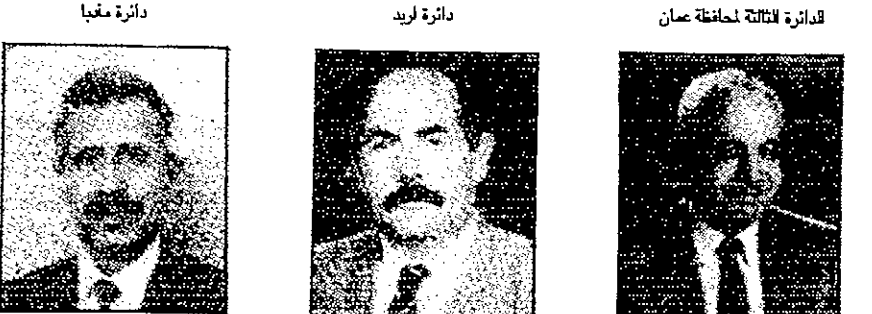 الدائرة الثالثة لمحافظة عمان
دائرة اربد
دائرة مادبا